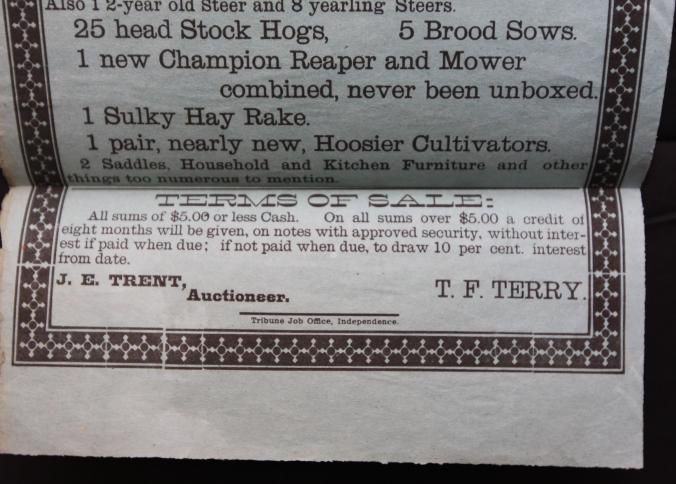 Also 1 2-year old Steer and 8 yearling Steers.
25 head Stock Hogs, 5 Brood Sows.
1 new Champion Reaper and Mower
combined, never been unboxed.
1 Sulky Hay Rake.
1 pair, nearly new, Hoosier Cultivators.
2 Saddles, Household and Kitchen Furniture and other
things too numerous to mention.
TERMS OF SALE:
All sums of $5.00 or less Cash. On all sums over $5.00 a credit of
eight months will be given, on notes with approved security, without inter-
est if paid when due; if not paid when due, to draw 10 per cent. interest
from date.
J. E. TRENT,
Auctioneer.
T. F. TERRY.
Tribune Job Office, Independence.